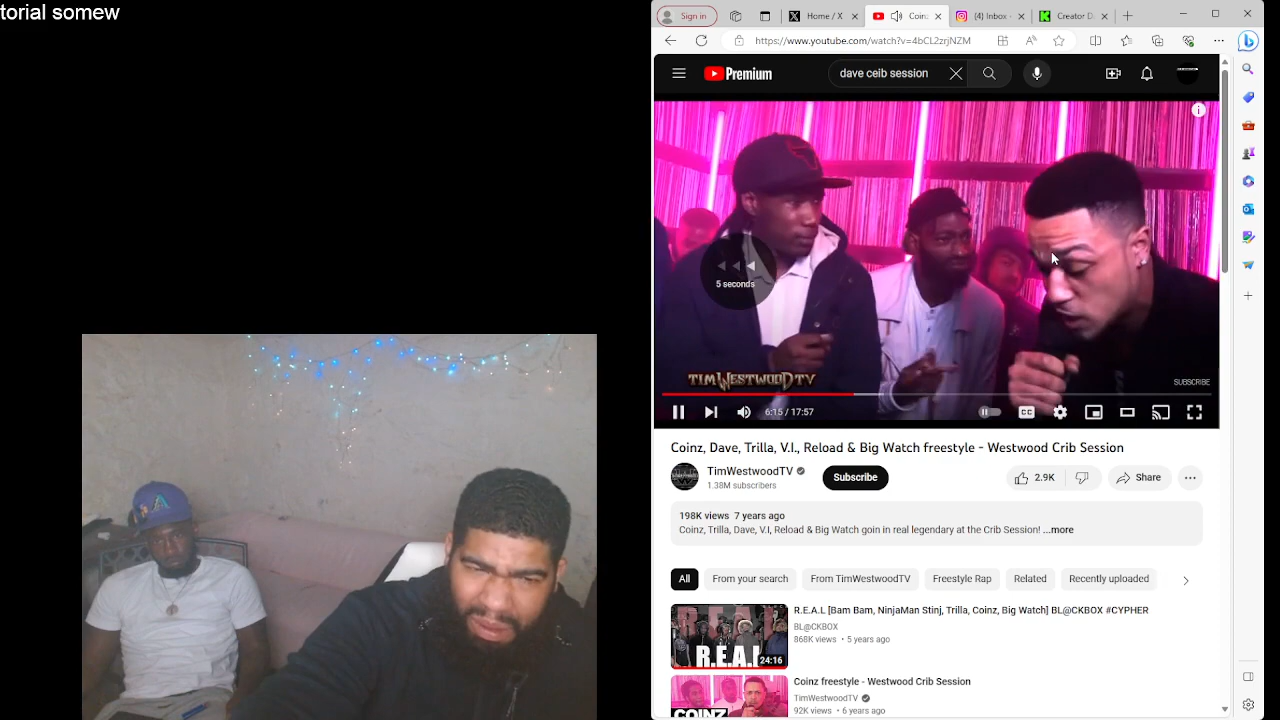 torial somew
Sign in
Home / X
Coinz
(4) Inbox
Creator D
https://www.youtube.com/watch?v=4bCL2zrjNZM
Premium
dave ceib session
5 seconds
TIMWESTWOODTV
SUBSCRIBE
6:15 / 17:57
CC
Coinz, Dave, Trilla, V.I., Reload & Big Watch freestyle - Westwood Crib Session
TimWestwoodTV
1.38M subscribers
Subscribe
2.9K
Share
198K views 7 years ago
Coinz, Trilla, Dave, V.I, Reload & Big Watch goin in real legendary at the Crib Session! ...more
All
From your search
From TimWestwoodTV
Freestyle Rap
Related
Recently uploaded
R.E.A.L
24:16
R.E.A.L [Bam Bam, NinjaMan Stinj, Trilla, Coinz, Big Watch] BL@CKBOX #CYPHER
BL@CKBOX
868K views • 5 years ago
COINZ
Coinz freestyle - Westwood Crib Session
TimWestwoodTV
92K views • 6 years ago